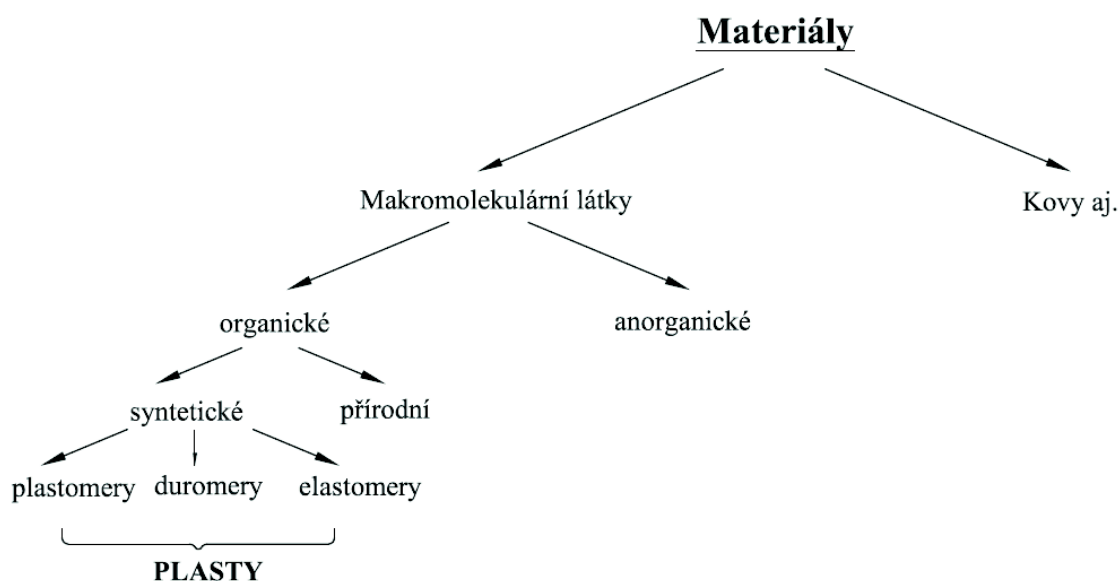 Materiály
Makromolekulární látky
Kovy aj.
organické
anorganické
syntetické
přírodní
plastomery duromery elastomery
PLASTY